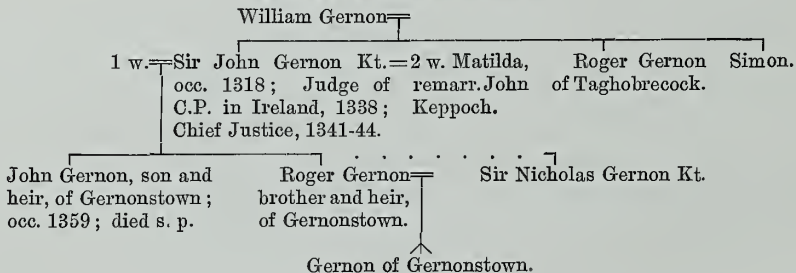 William Gernon
1 w. Sir John Gernon Kt.=2 w. Matilda, Roger Gernon Simon.
occ. 1318; Judge of remarr. John of Taghobrecock.
C.P. in Ireland, 1338; Keppoch.
Chief Justice, 1341-44.
John Gernon, son and Roger Gernon Sir Nicholas Gernon Kt.
heir, of Gernonstown; brother and heir,
occ. 1359; died s. p. of Gernonstown.
Gernon of Gernonstown.